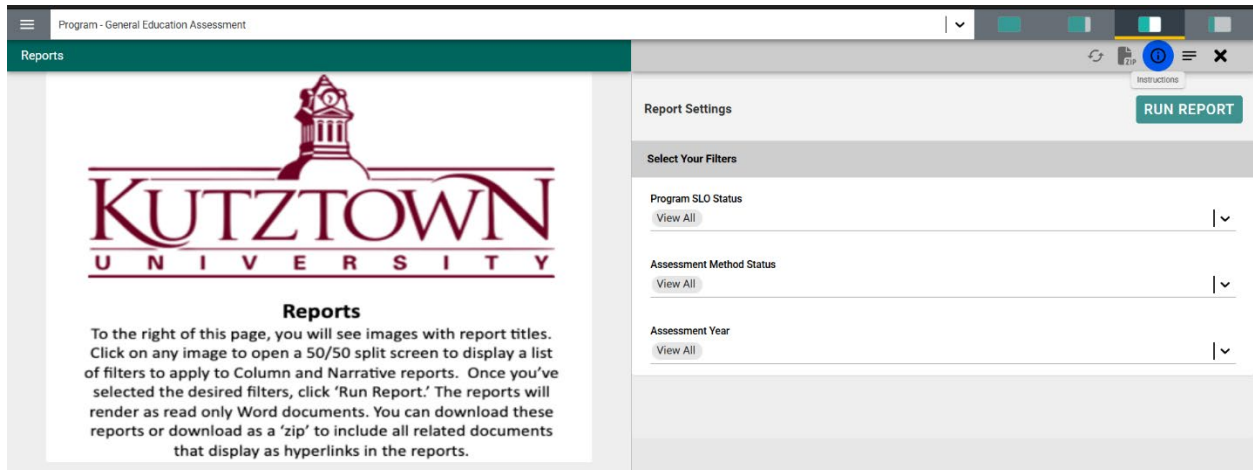 Program - General Education Assessment
Reports
ZIP
Instructions
KUTZTOWN
UNIVERSITY
Reports
To the right of this page, you will see images with report titles.
Click on any image to open a 50/50 split screen to display a list
of filters to apply to Column and Narrative reports.  Once you've
selected the desired filters, click 'Run Report.' The reports will
render as read only Word documents. You can download these
reports or download as a 'zip' to include all related documents
that display as hyperlinks in the reports.
Report Settings
RUN REPORT
Select Your Filters
Program SLO Status
View All
Assessment Method Status
View All
Assessment Year
View All